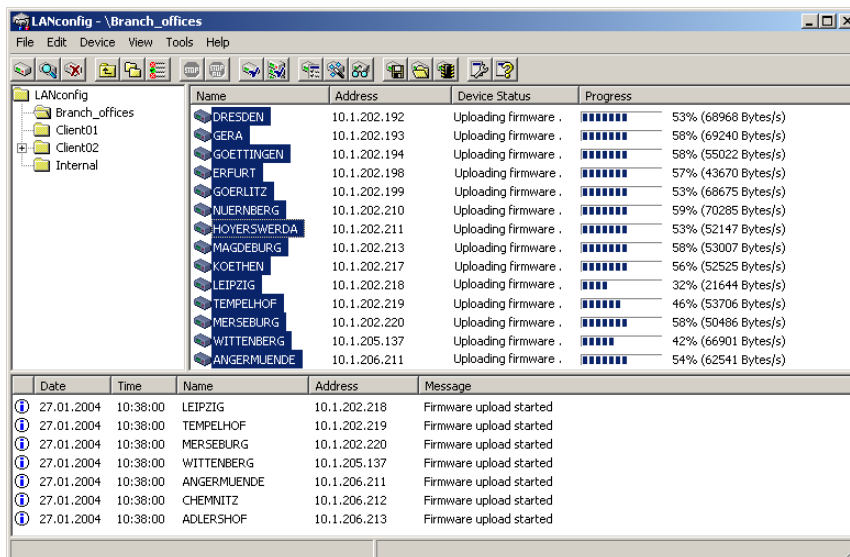 LANconfig - \Branch_offices
File Edit Device View Tools Help
LANconfig
Branch_offices
Client01
Client02
Internal
Name Address Device Status Progress
DRESDEN 10.1.202.192 Uploading firmware . 53% (68968 Bytes/s)
GERA 10.1.202.193 Uploading firmware . 58% (69240 Bytes/s)
GOETTINGEN 10.1.202.194 Uploading firmware . 58% (55022 Bytes/s)
ERFURT 10.1.202.198 Uploading firmware . 57% (43670 Bytes/s)
GOERLITZ 10.1.202.199 Uploading firmware . 53% (68675 Bytes/s)
NUERNBERG 10.1.202.210 Uploading firmware . 59% (70285 Bytes/s)
HOYERSWERDA 10.1.202.211 Uploading firmware . 53% (52147 Bytes/s)
MAGDEBURG 10.1.202.213 Uploading firmware . 58% (53007 Bytes/s)
KOETHEN 10.1.202.217 Uploading firmware . 56% (52525 Bytes/s)
LEIPZIG 10.1.202.218 Uploading firmware . 32% (21644 Bytes/s)
TEMPELHOF 10.1.202.219 Uploading firmware . 46% (53706 Bytes/s)
MERSEBURG 10.1.202.220 Uploading firmware . 58% (50486 Bytes/s)
WITTENBERG 10.1.205.137 Uploading firmware . 42% (66901 Bytes/s)
ANGERMUENDE 10.1.206.211 Uploading firmware . 54% (62541 Bytes/s)
Date Time Name Address Message
27.01.2004 10:38:00 LEIPZIG 10.1.202.218 Firmware upload started
27.01.2004 10:38:00 TEMPELHOF 10.1.202.219 Firmware upload started
27.01.2004 10:38:00 MERSEBURG 10.1.202.220 Firmware upload started
27.01.2004 10:38:00 WITTENBERG 10.1.205.137 Firmware upload started
27.01.2004 10:38:00 ANGERMUENDE 10.1.206.211 Firmware upload started
27.01.2004 10:38:00 CHEMNITZ 10.1.206.212 Firmware upload started
27.01.2004 10:38:00 ADLERSHOF 10.1.206.213 Firmware upload started